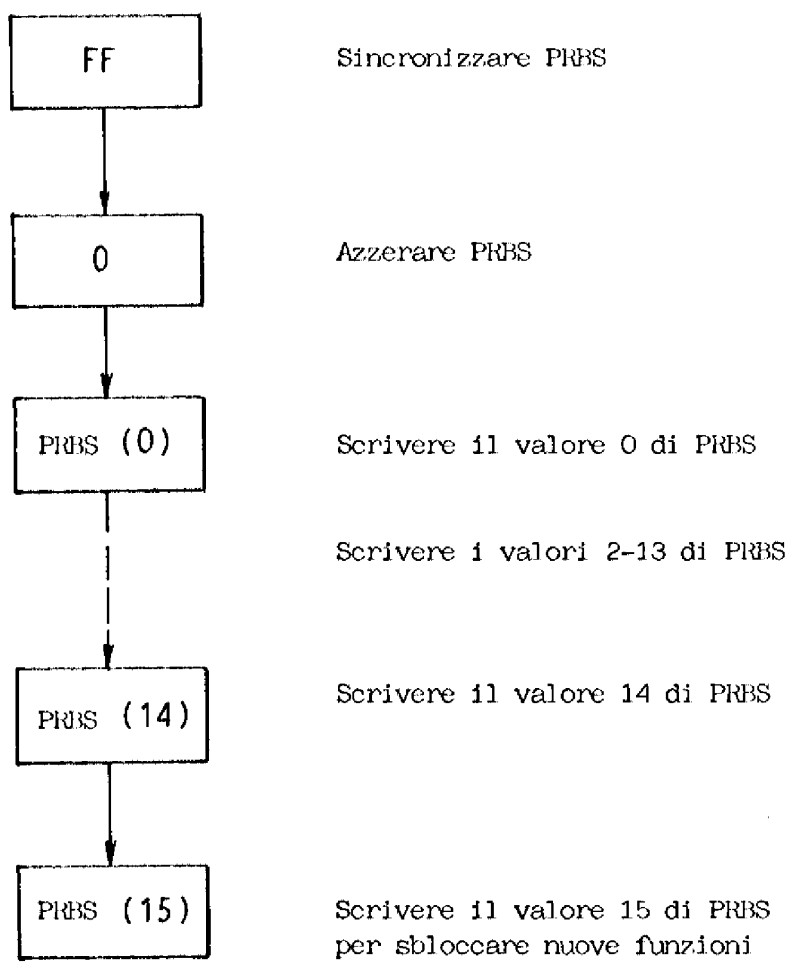 FF Sincronizzare PRBS
0 Azzerare PRBS
PRBS (0) Scrivere il valore 0 di PRBS
Scrivere i valori 2-13 di PRBS
PRBS (14) Scrivere il valore 14 di PRBS
PRBS (15) Scrivere il valore 15 di PRBS
per sbloccare nuove funzioni